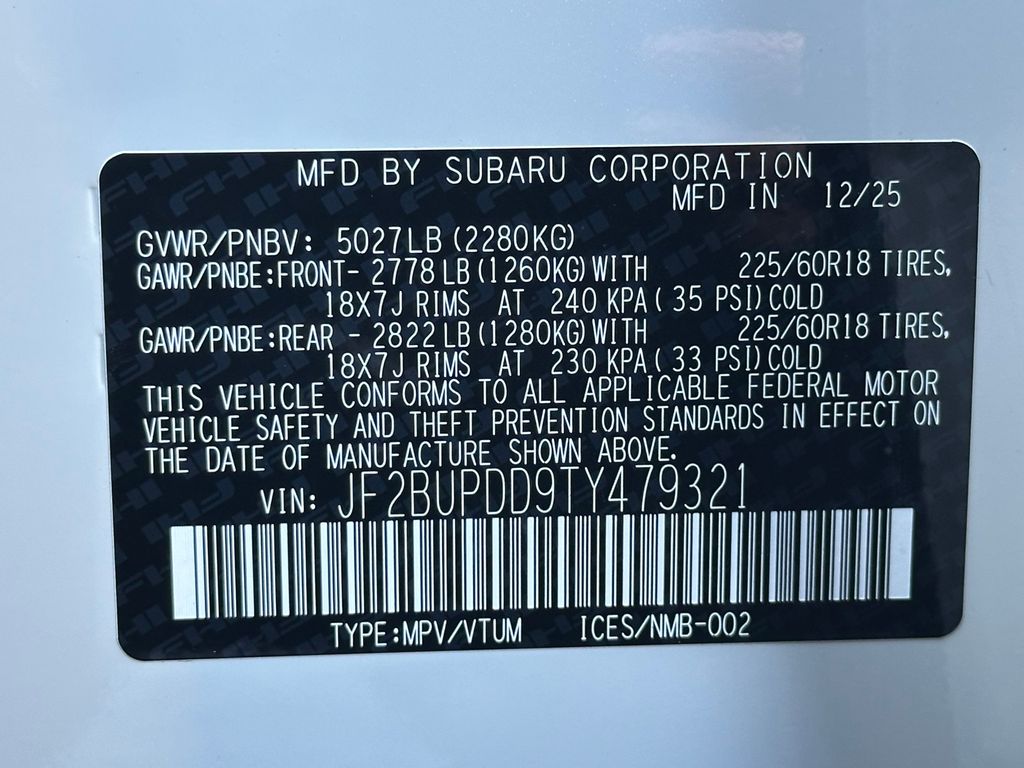 MFD BY SUBARU CORPORATION
MFD IN 12/25
GVWR/PNBV: 5027LB (2280KG)
GAWR/PNBE:FRONT- 2778 LB (1260KG) WITH 225/60R18 TIRES,
18X7J RIMS AT 240 KPA ( 35 PSI) COLD
GAWR/PNBE:REAR - 2822 LB (1280KG) WITH 225/60R18 TIRES,
18X7J RIMS AT 230 KPA ( 33 PSI) COLD
THIS VEHICLE CONFORMS TO ALL APPLICABLE FEDERAL MOTOR
VEHICLE SAFETY AND THEFT PREVENTION STANDARDS IN EFFECT ON
THE DATE OF MANUFACTURE SHOWN ABOVE.
VIN: JF2BUPDD9TY479321
TYPE:MPV/VTUM ICES/NMB-002